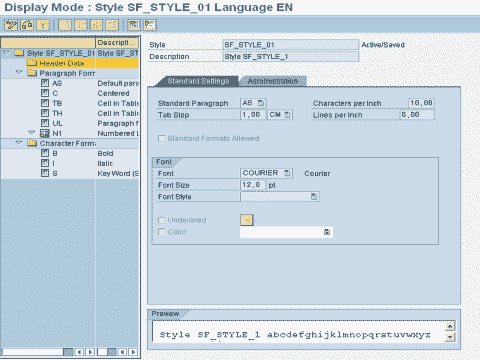 Display Mode : Style SF_STYLE_01 Language EN
Descripti...
Style SF_STYLE_01 Style SF_ST
Header Data
Paragraph Form
AS Default para
C Centered
TB Cell in Table
TH Cell in Table
UL Paragraph f
N1 Numbered L
Character Forma
B Bold
I Italic
S Key Word (S
Style SF_STYLE_01 Active/Saved
Description Style SF_STYLE_1
Standard Settings Administration
Standard Paragraph AS Characters per Inch 10,00
Tab Stop 1,00 CM Lines per Inch 6,00
Standard Formats Allowed
Font
Font COURIER Courier
Font Size 12,0 pt
Font Style
Underlined
Color
Preview
Style SF_STYLE_1 abcdefghijklmnopqrstuvwxyz